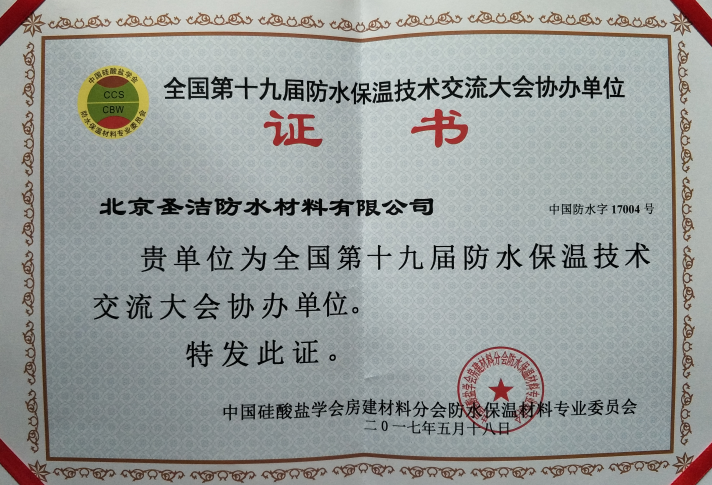 中国硅酸盐学会
CCS
CBW
防水保温材料专业委员会
全国第十九届防水保温技术交流大会协办单位
证书
北京圣洁防水材料有限公司
中国防水字 17004 号
贵单位为全国第十九届防水保温技术
交流大会协办单位。
特发此证。
中国硅酸盐学会房建材料分会防水保温材料专业委员会
二0一七年五月十八日